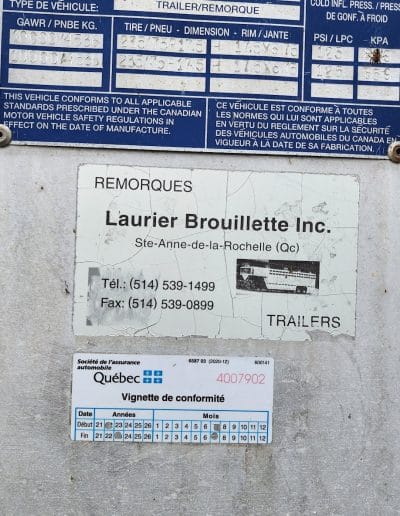 TYPE DE VÉHICULE:
TRAILER/REMORQUE
COLD INFL. PRESS./PRESS.
DE GONF. À FROID
GAWR / PNBE KG.
TIRE / PNEU - DIMENSION - RIM / JANTE
PSI / LPC
KPA
THIS VEHICLE CONFORMS TO ALL APPLICABLE
STANDARDS PRESCRIBED UNDER THE CANADIAN
MOTOR VEHICLE SAFETY REGULATIONS IN
EFFECT ON THE DATE OF MANUFACTURE.
CE VÉHICULE EST CONFORME À TOUTES
LES NORMES QUI LUI SONT APPLICABLES
EN VERTU DU REGLEMENT SUR LA SÉCURITÉ
DES VÉHICULES AUTOMOBILES DU CANADA EN
VIGUEUR À LA DATE DE SA FABRICATION.
REMORQUES
Laurier Brouillette Inc.
Ste-Anne-de-la-Rochelle (Qc)
Tél.: (514) 539-1499
Fax: (514) 539-0899
TRAILERS
Société de l'assurance
automobile
Québec
6587 00 (2020-12)
4007902
Vignette de conformité
Date Années Mois
Début 21 23 24 25 26 1 2 3 4 5 6 8 9 10 11 12
Fin 21 22 24 25 26 1 2 3 4 5 6 8 9 10 11 12